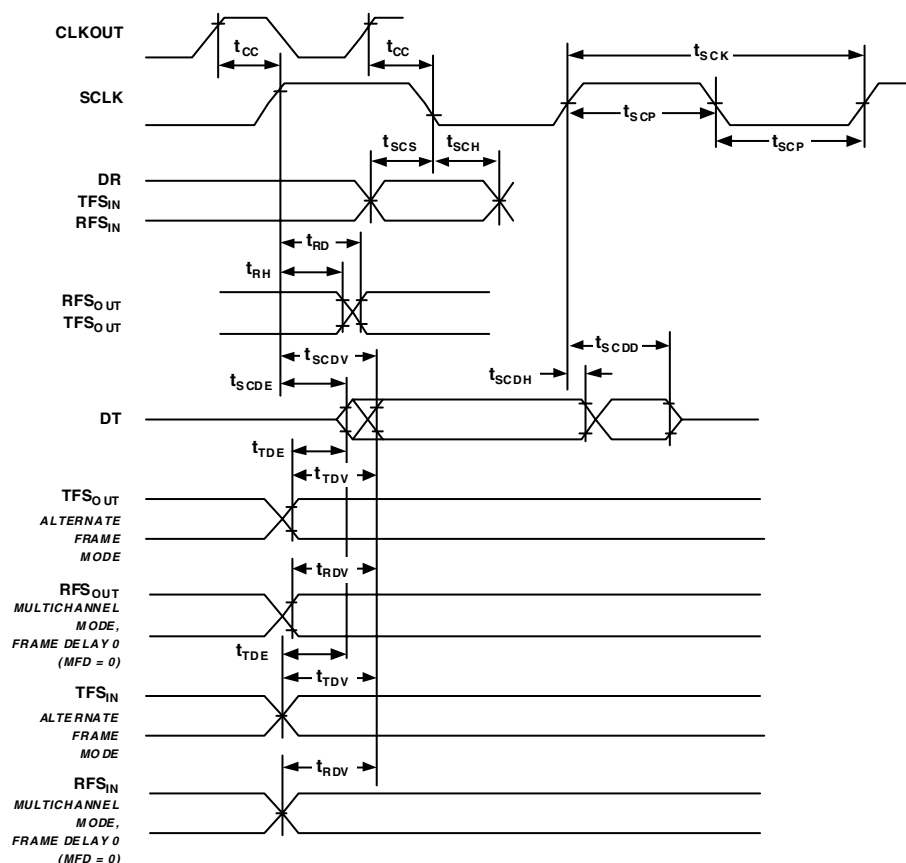 CLKOUT
tCC
tCC
tSCK
SCLK
tSCP
tSCP
tSCS
tSCH
DR
TFSIN
RFSIN
tRD
tRH
RFSOUT
TFSOUT
tSCDV
tSCDD
tSCDE
tSCDH
DT
tTDE
tTDV
TFSOUT
ALTERNATE
FRAME
MODE
tRDV
RFSOUT
MULTICHANNEL
MODE,
FRAME DELAY 0
(MFD = 0)
tTDE
tTDV
TFSIN
ALTERNATE
FRAME
MODE
tRDV
RFSIN
MULTICHANNEL
MODE,
FRAME DELAY 0
(MFD = 0)